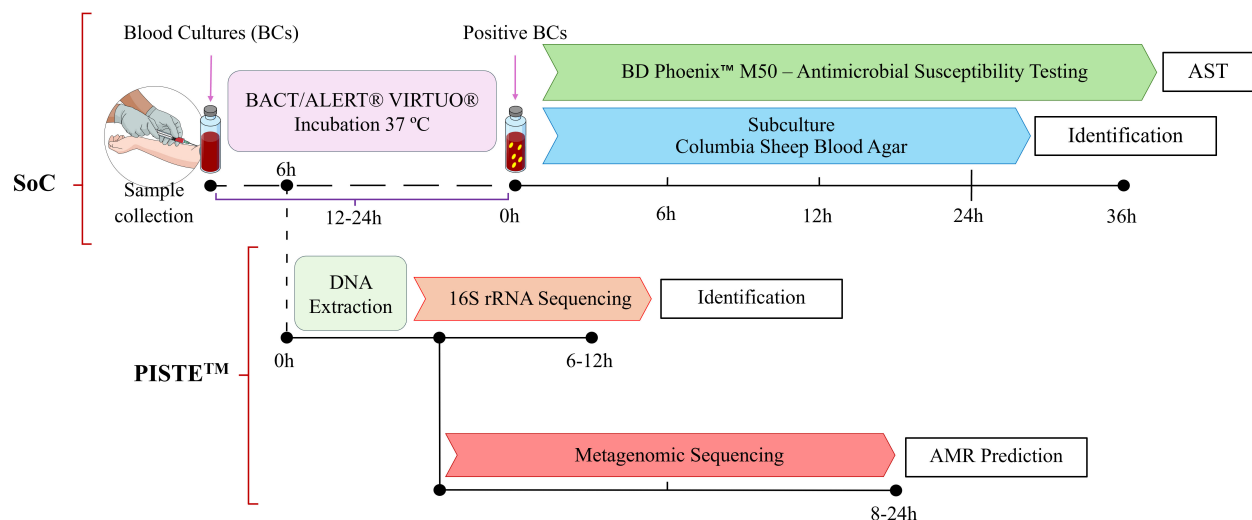 Blood Cultures (BCs)
Positive BCs
BACT/ALERT® VIRTUO®
Incubation 37 ºC
BD Phoenix™ M50 – Antimicrobial Susceptibility Testing
AST
Subculture
Columbia Sheep Blood Agar
Identification
SoC
Sample
collection
6h
12-24h
0h
6h
12h
24h
36h
DNA
Extraction
16S rRNA Sequencing
Identification
0h
6-12h
PISTE™
Metagenomic Sequencing
AMR Prediction
8-24h